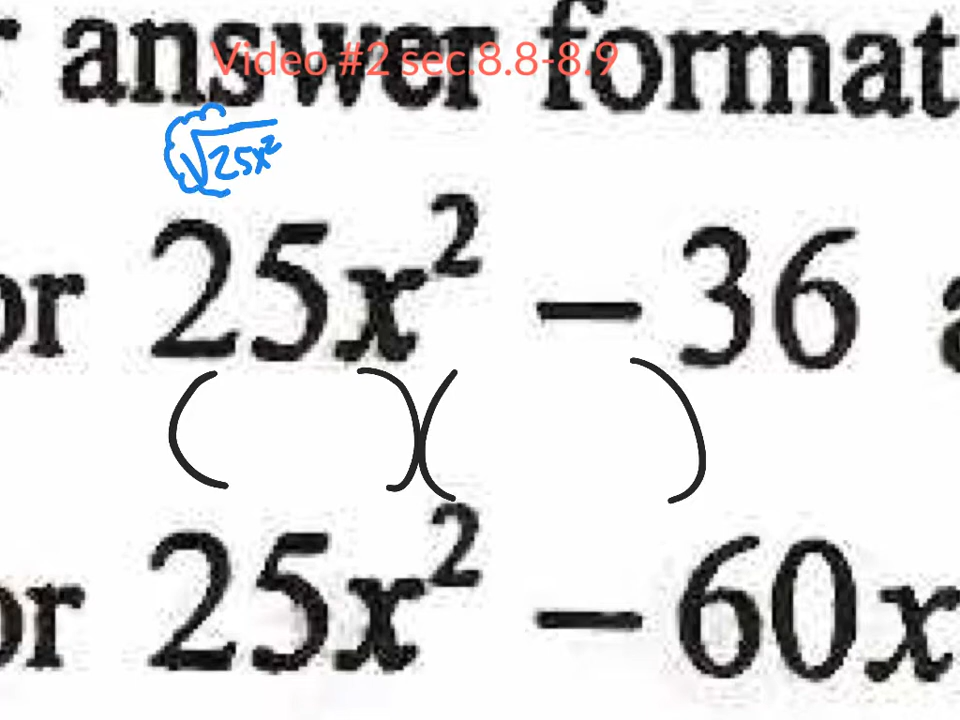 answer format
Video #2 sec.8.8-8.9
√25x²
or 25x² – 36
( )( )
or 25x² – 60x